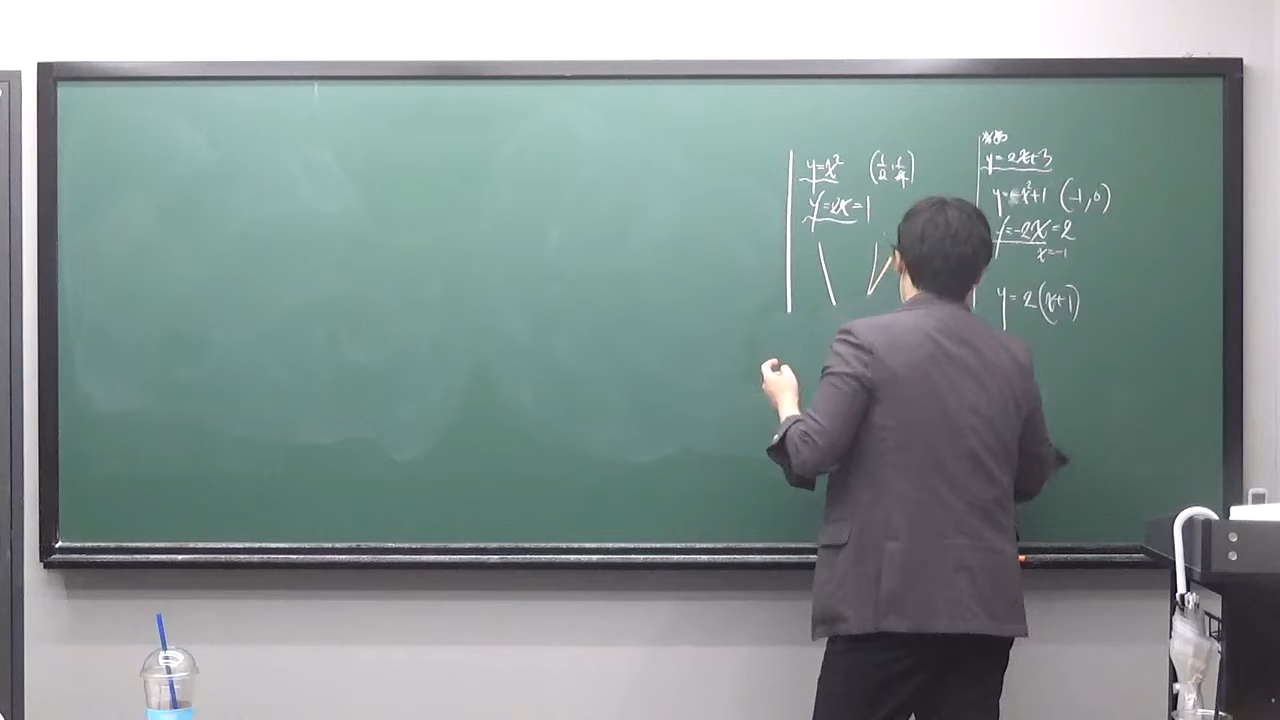 y=x² (1/2, 1/4)
y'=2x=1
y=2x+3
y=-x²+1 (-1,0)
y'=-2x=2
x=-1
y=2(x+1)